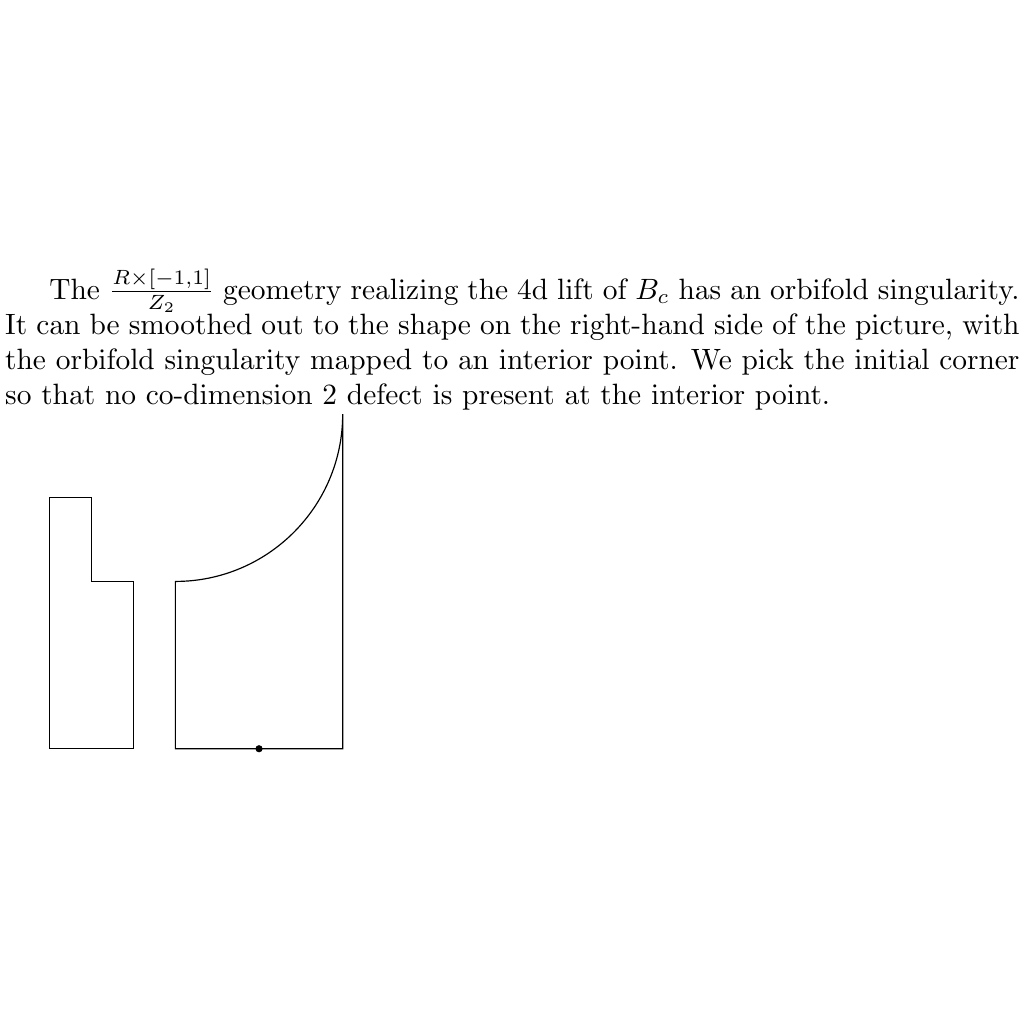 The $\frac{R\times[-1,1]}{Z_2}$ geometry realizing the 4d lift of $B_c$ has an orbifold singularity.
It can be smoothed out to the shape on the right-hand side of the picture, with
the orbifold singularity mapped to an interior point. We pick the initial corner
so that no co-dimension 2 defect is present at the interior point.